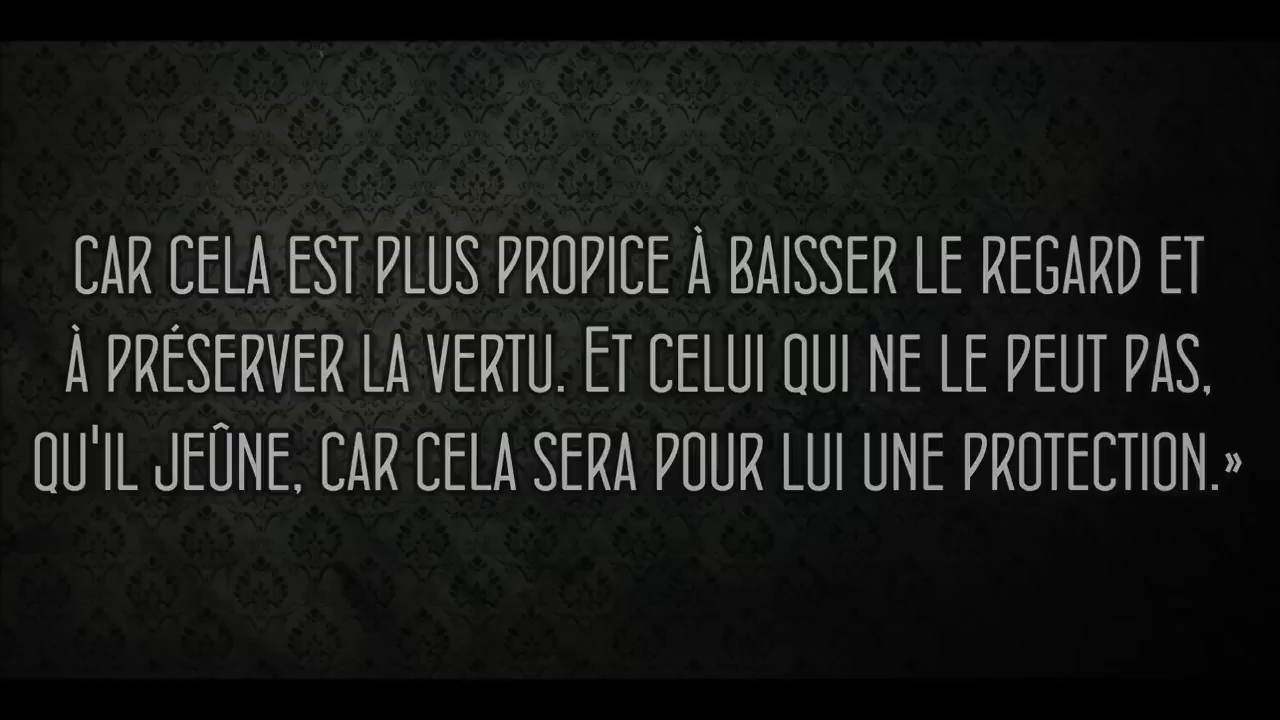 CAR CELA EST PLUS PROPICE À BAISSER LE REGARD ET
À PRÉSERVER LA VERTU. ET CELUI QUI NE LE PEUT PAS,
QU'IL JEÛNE, CAR CELA SERA POUR LUI UNE PROTECTION.»